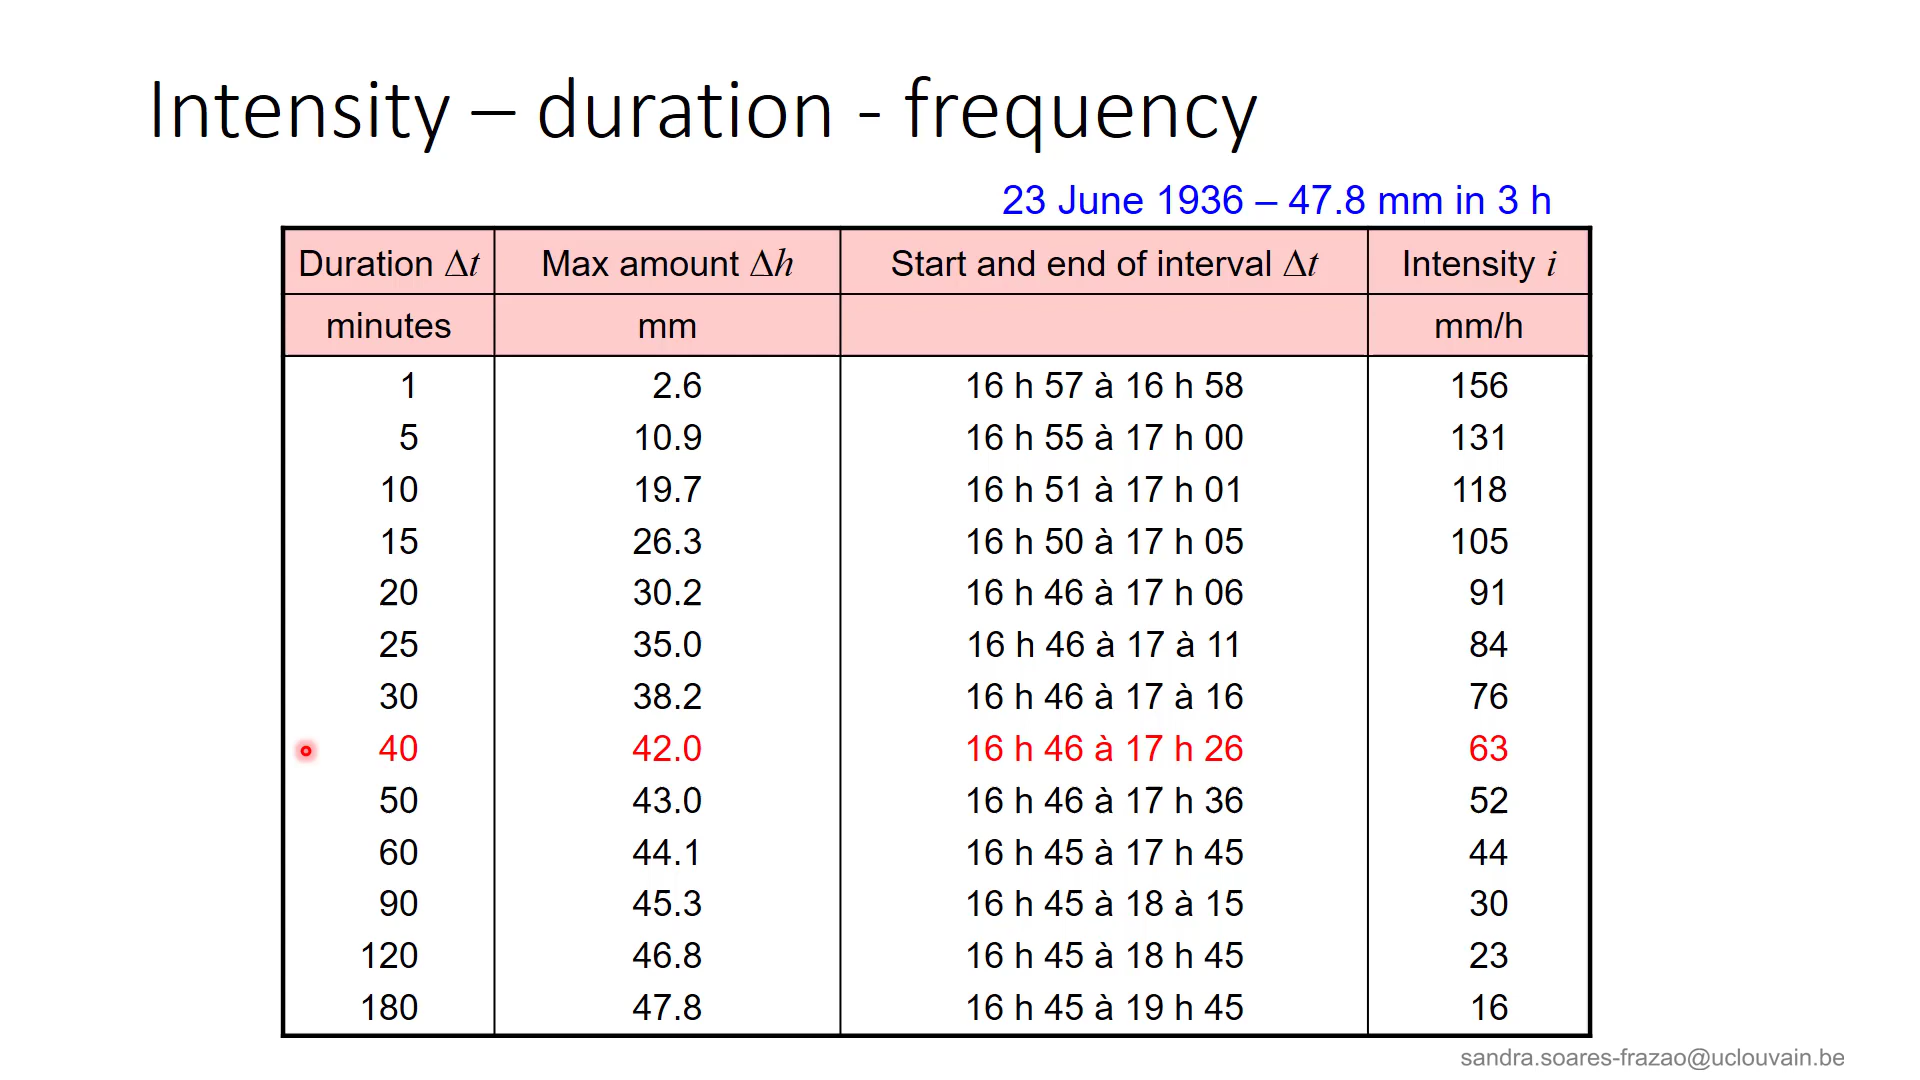 Intensity – duration - frequency
23 June 1936 – 47.8 mm in 3 h
Duration Δt Max amount Δh Start and end of interval Δt Intensity i
minutes mm mm/h
1 2.6 16 h 57 à 16 h 58 156
5 10.9 16 h 55 à 17 h 00 131
10 19.7 16 h 51 à 17 h 01 118
15 26.3 16 h 50 à 17 h 05 105
20 30.2 16 h 46 à 17 h 06 91
25 35.0 16 h 46 à 17 à 11 84
30 38.2 16 h 46 à 17 à 16 76
40 42.0 16 h 46 à 17 h 26 63
50 43.0 16 h 46 à 17 h 36 52
60 44.1 16 h 45 à 17 h 45 44
90 45.3 16 h 45 à 18 à 15 30
120 46.8 16 h 45 à 18 h 45 23
180 47.8 16 h 45 à 19 h 45 16
sandra.soares-frazao@uclouvain.be